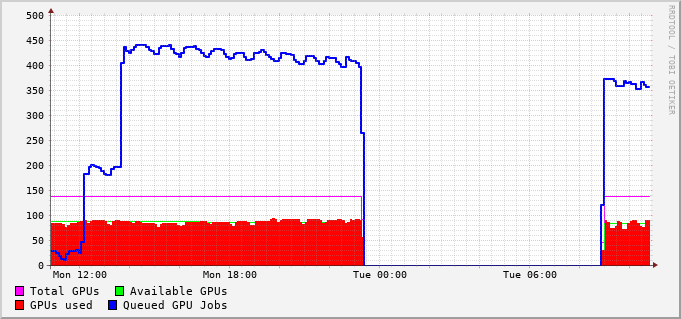 500
450
400
350
300
250
200
150
100
50
0
Mon 12:00 Mon 18:00 Tue 00:00 Tue 06:00
Total GPUs Available GPUs
GPUs used Queued GPU Jobs
RRDTOOL / TOBI OETIKER